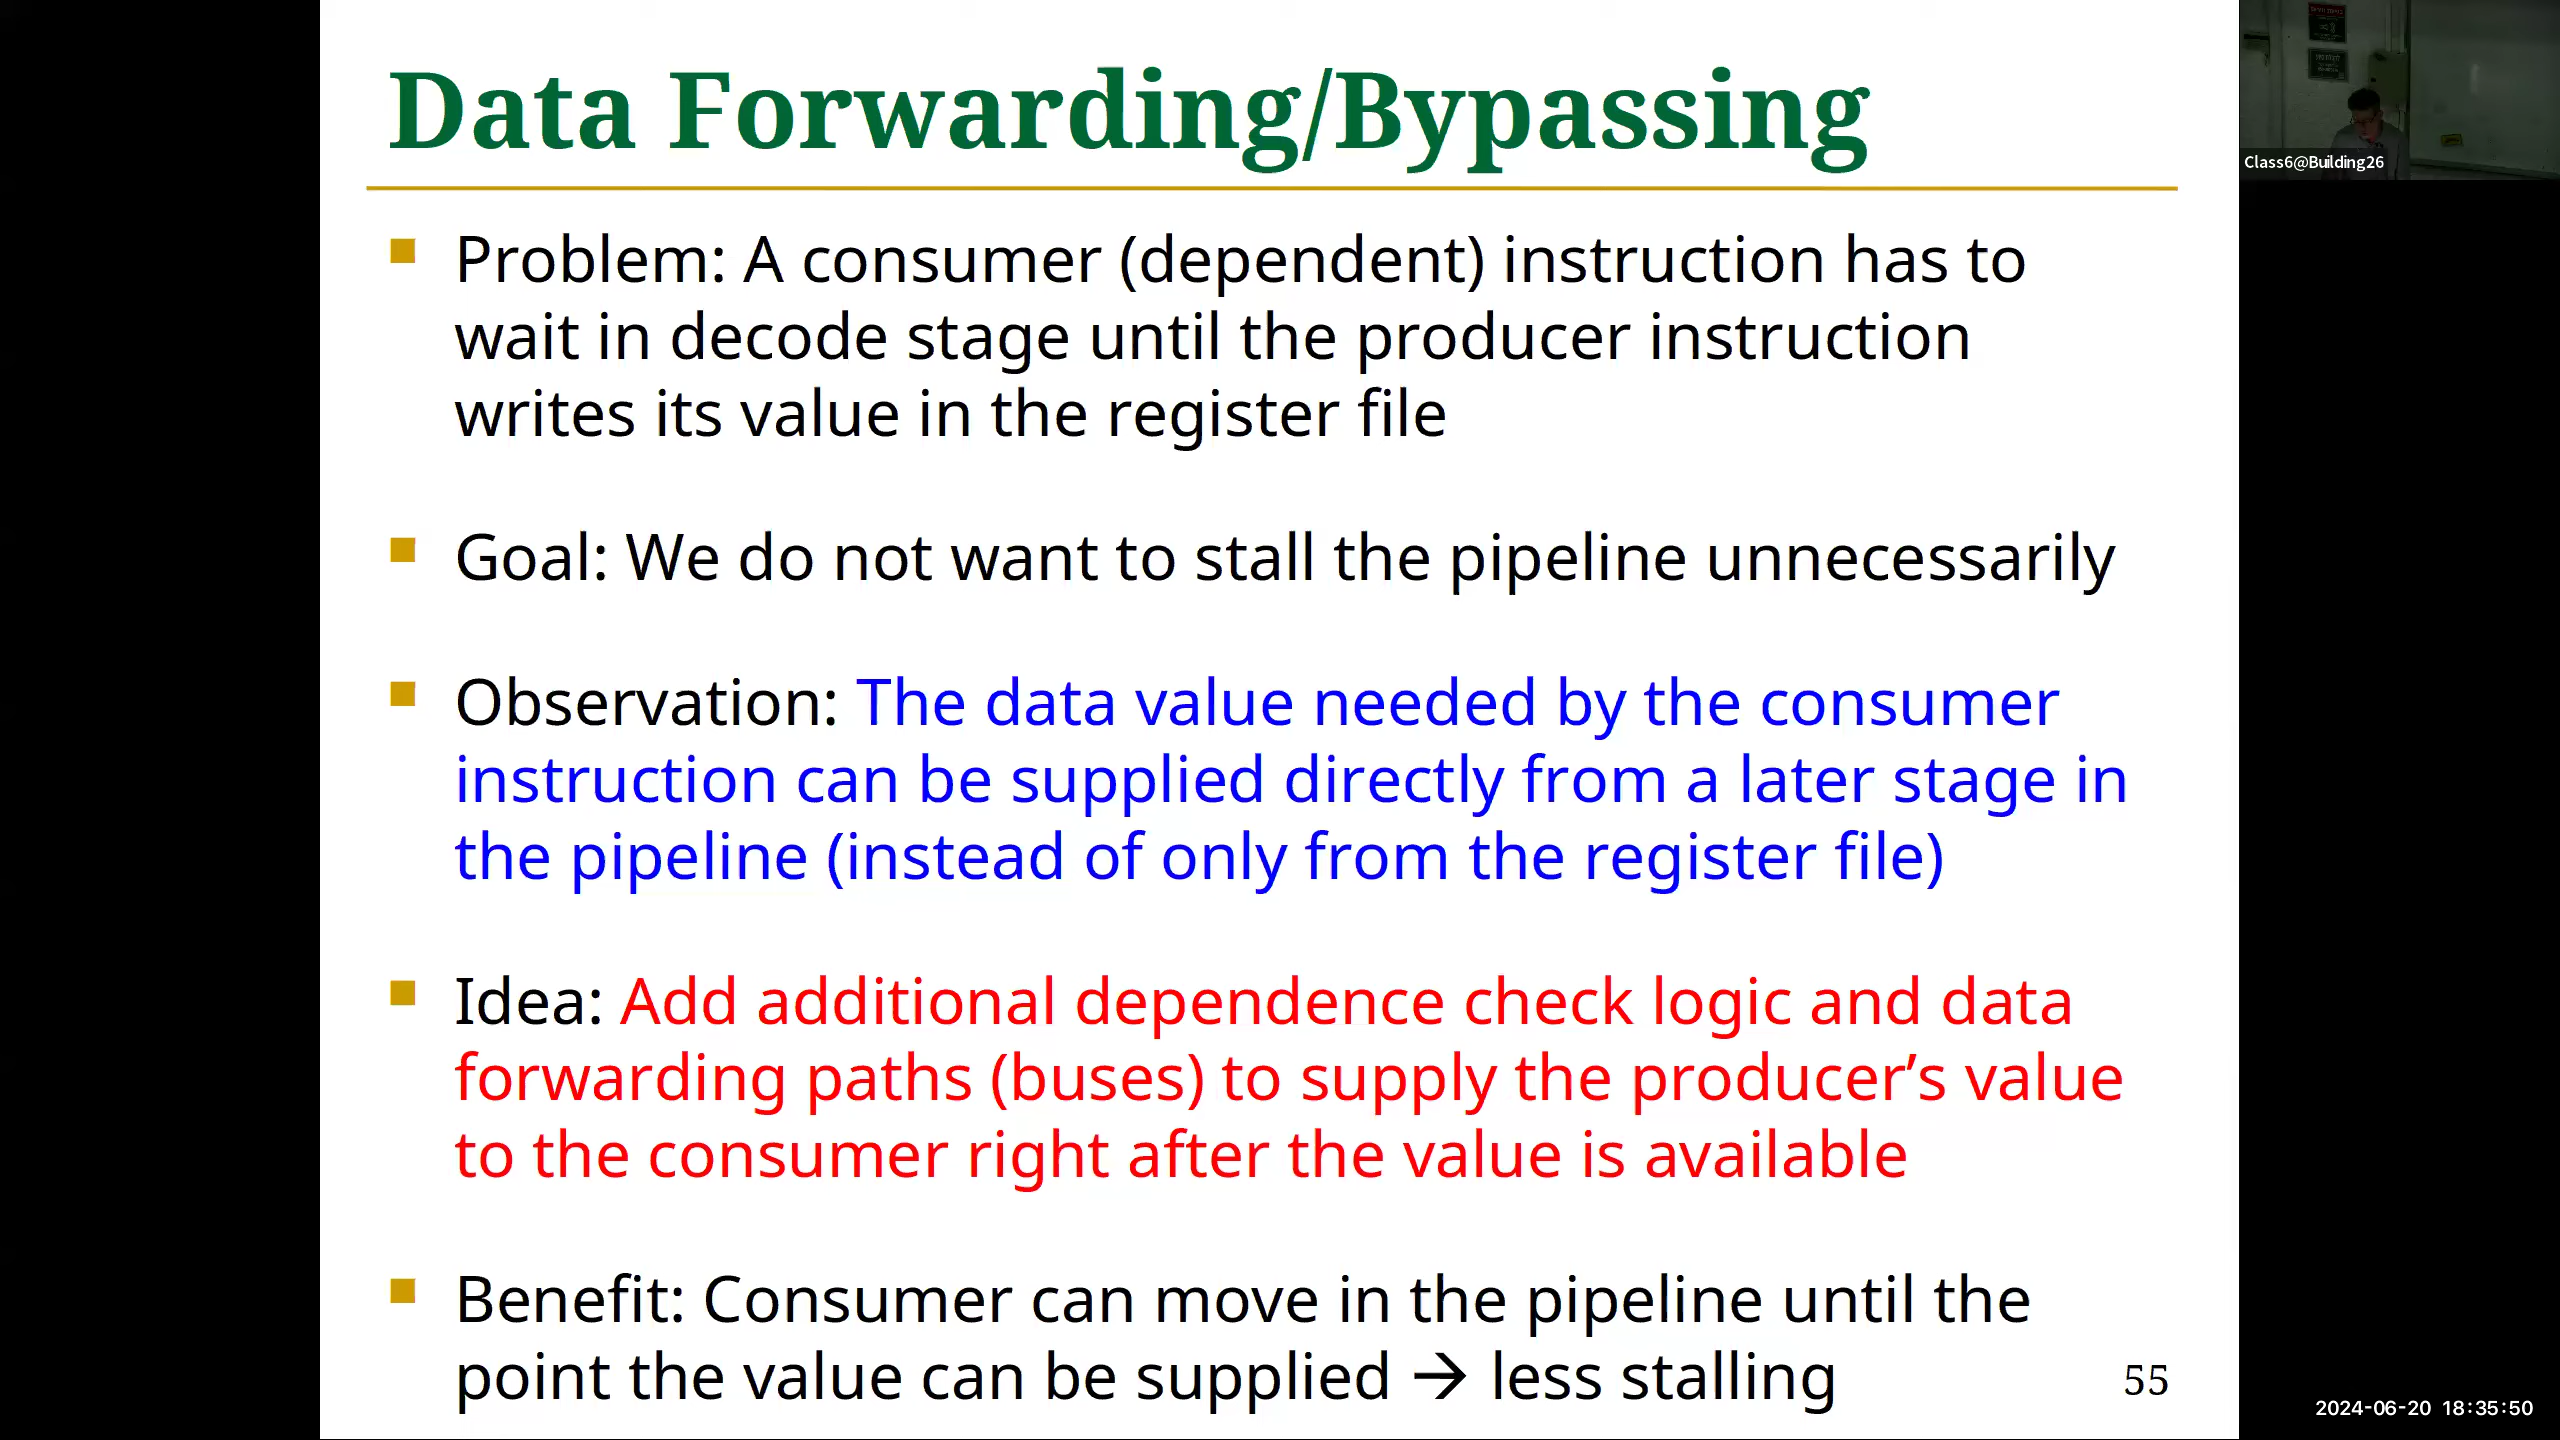 Data Forwarding/Bypassing
Class6@Building26
■ Problem: A consumer (dependent) instruction has to
wait in decode stage until the producer instruction
writes its value in the register file
■ Goal: We do not want to stall the pipeline unnecessarily
■ Observation: The data value needed by the consumer
instruction can be supplied directly from a later stage in
the pipeline (instead of only from the register file)
■ Idea: Add additional dependence check logic and data
forwarding paths (buses) to supply the producer’s value
to the consumer right after the value is available
■ Benefit: Consumer can move in the pipeline until the
point the value can be supplied → less stalling
55
2024-06-20 18:35:50